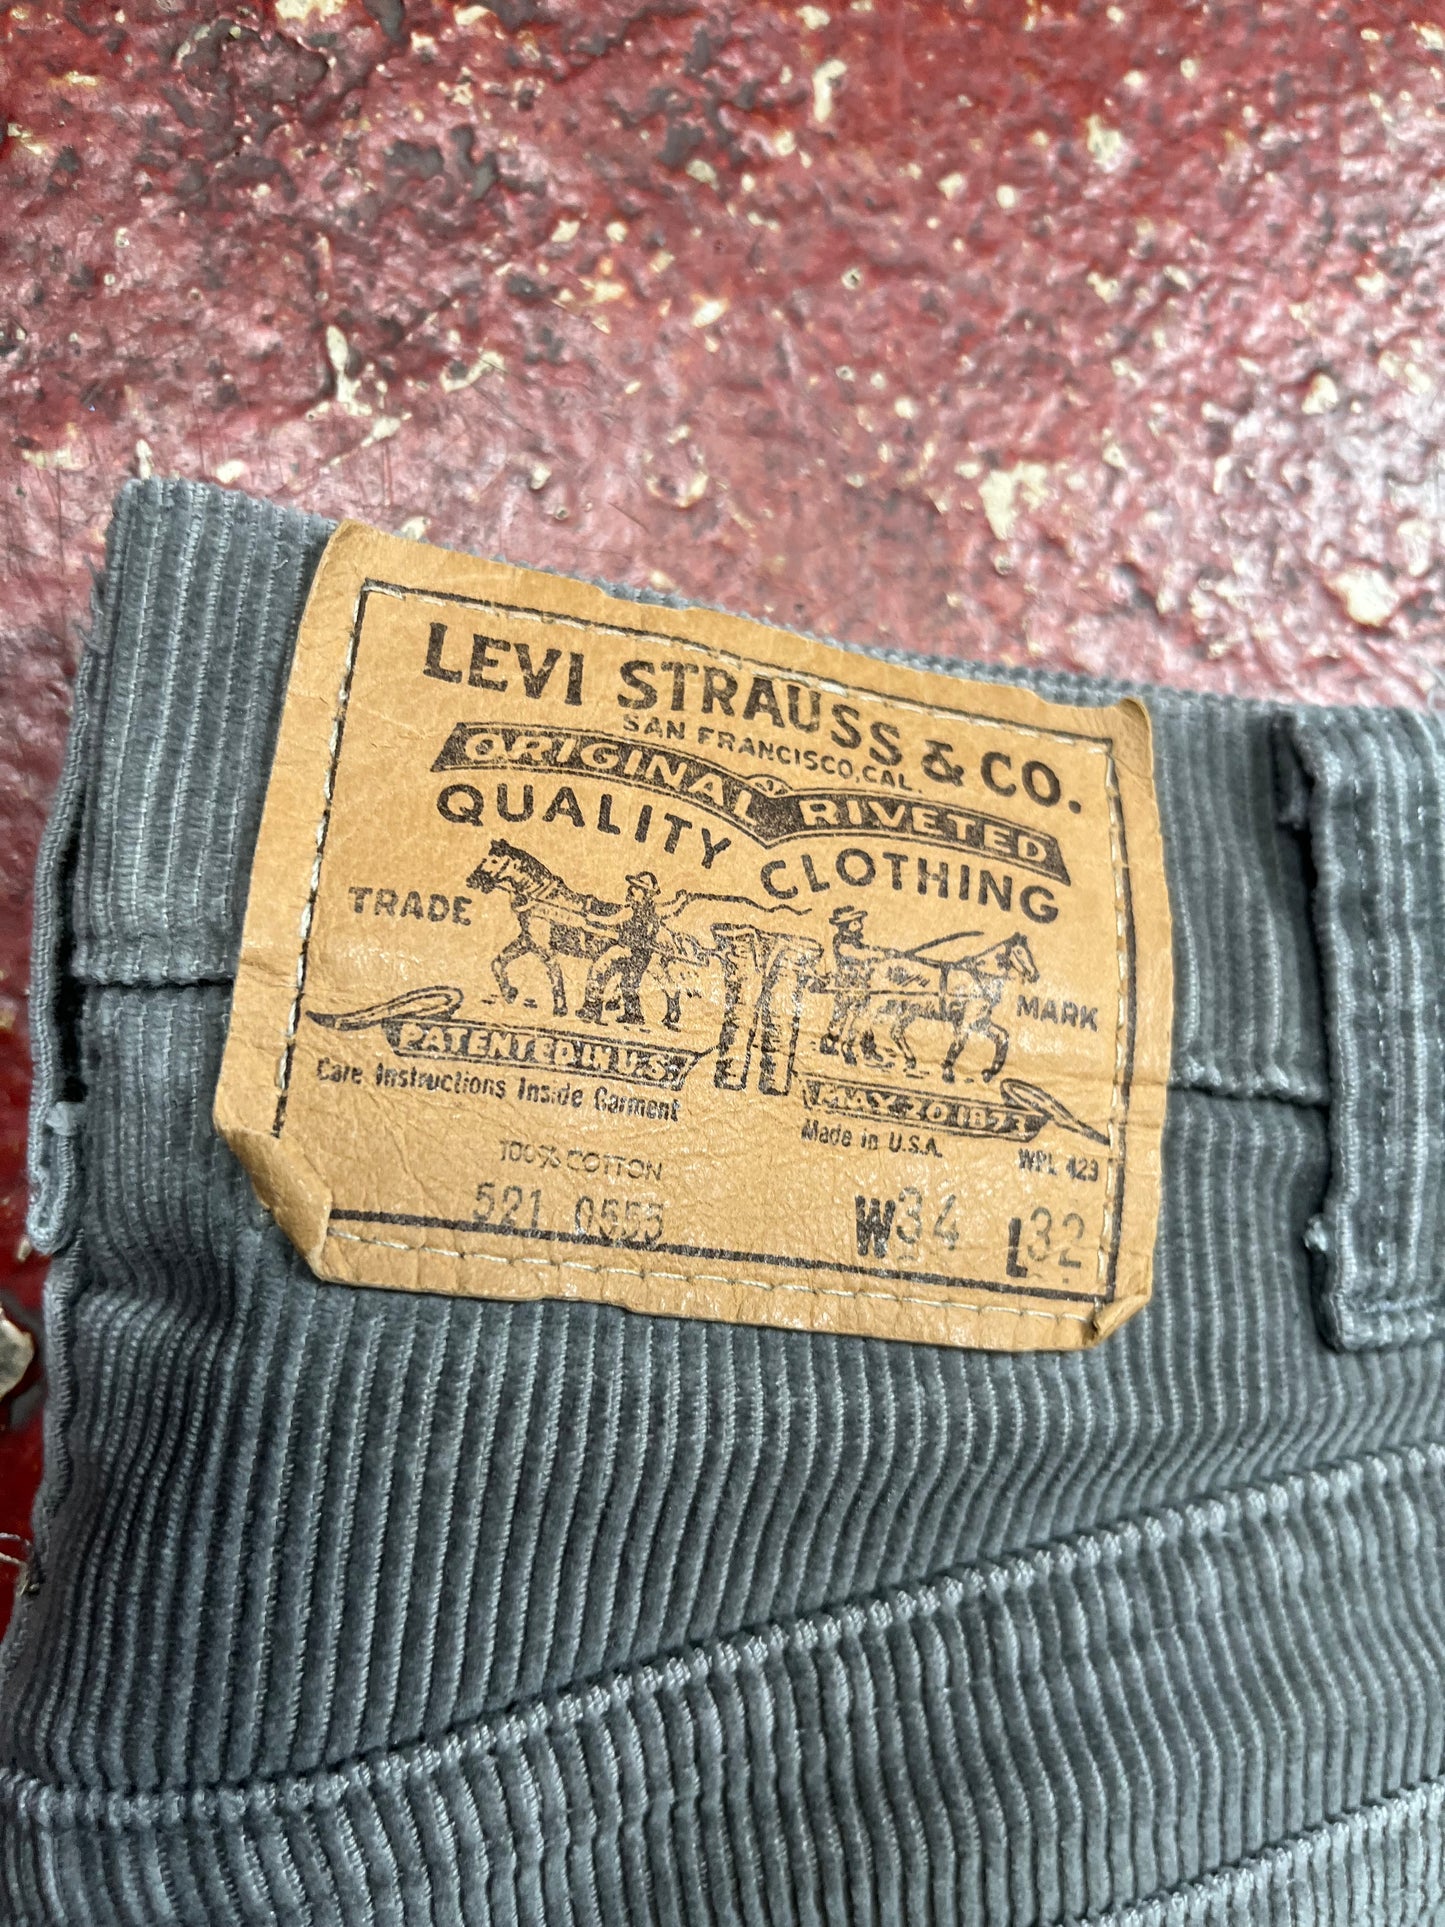 LEVI STRAUSS & CO.
SAN FRANCISCO, CAL.
ORIGINAL RIVETED
QUALITY CLOTHING
TRADE MARK
PATENTED IN U.S. MAY 20 1873
Care Instructions Inside Garment
Made in U.S.A. WPL 423
100% COTTON
521 0555 W34 L32